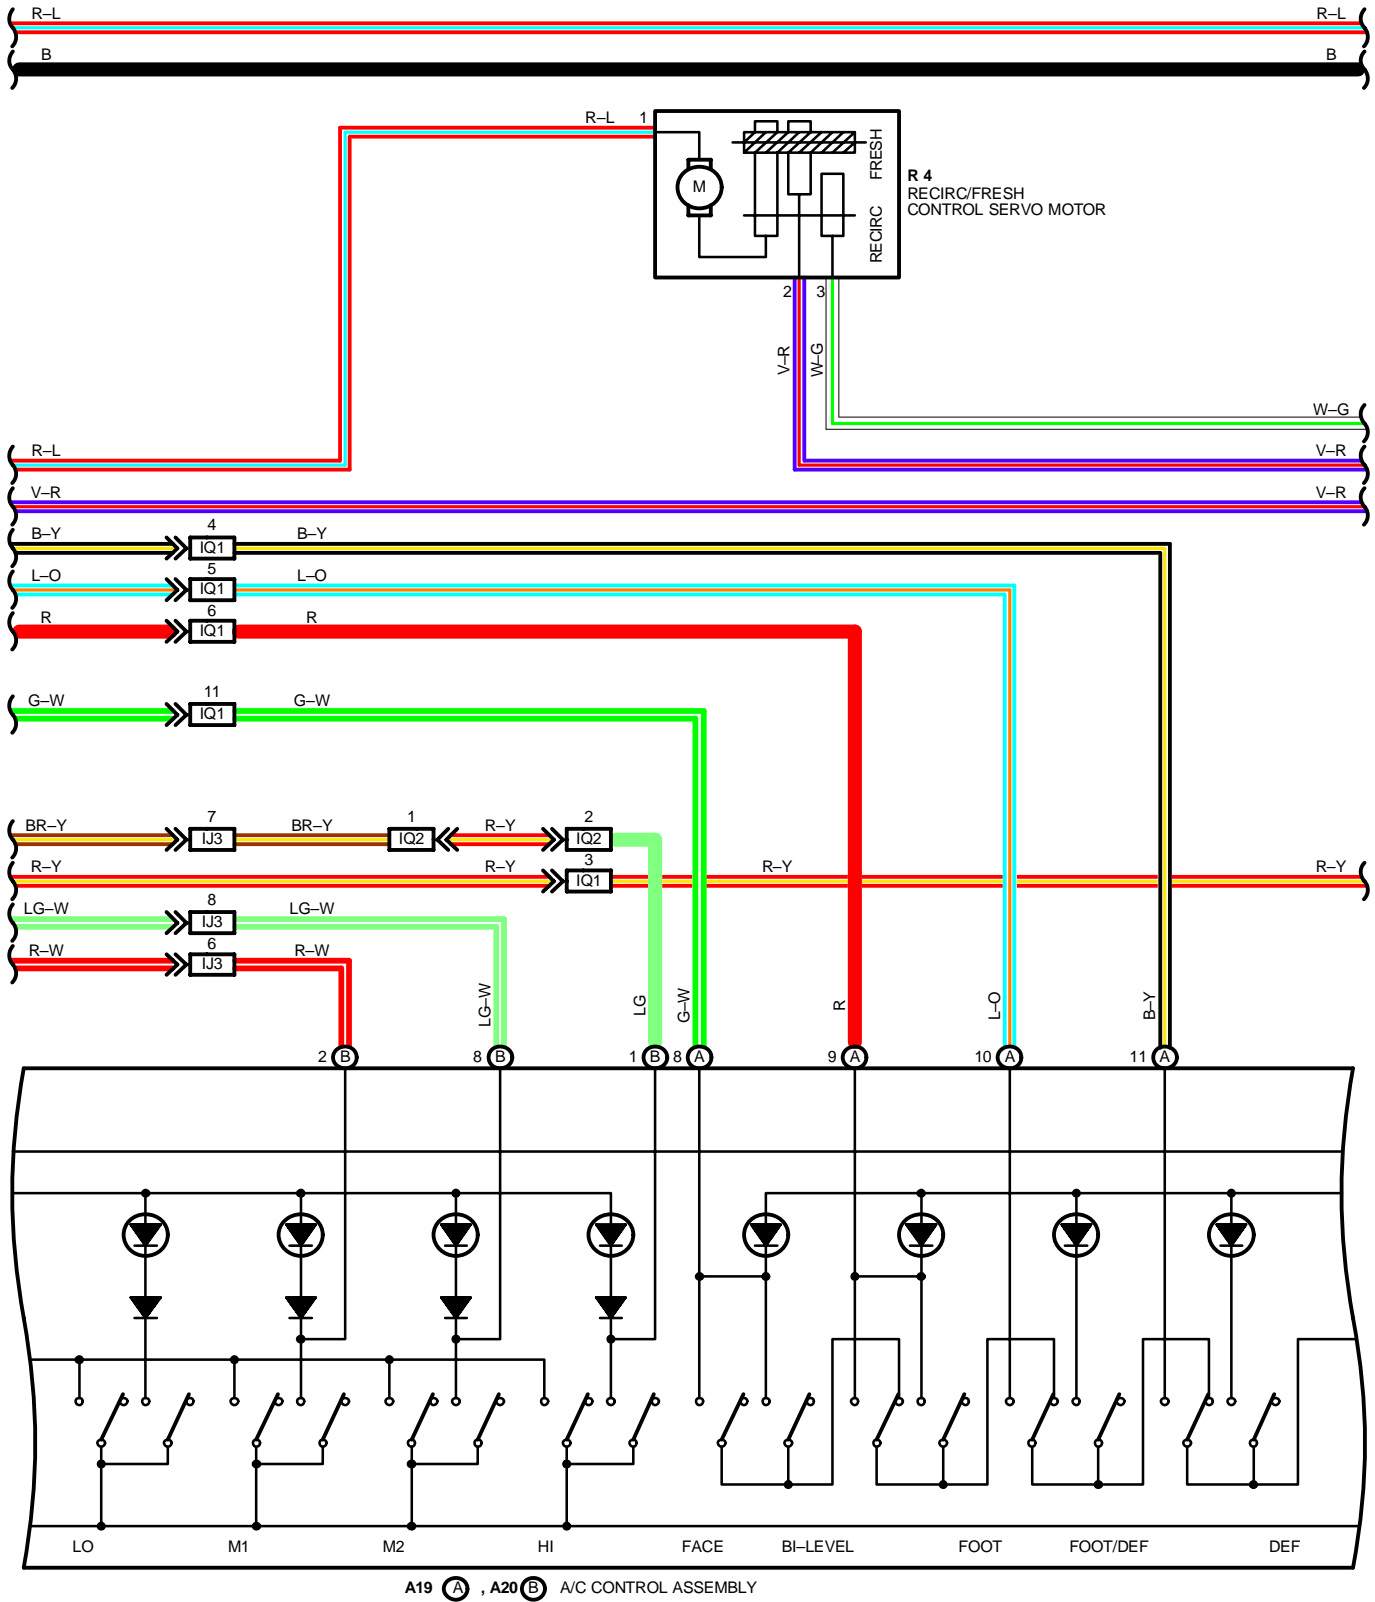 R–L R–L
B B
R–L 1
M
FRESH
RECIRC
R 4
RECIRC/FRESH
CONTROL SERVO MOTOR
2 3
V–R
W–G
W–G
R–L V–R
V–R V–R
4
B–Y IQ1 B–Y
5
L–O IQ1 L–O
6
R IQ1 R
11
G–W IQ1 G–W
7 1 2
BR–Y IJ3 BR–Y IQ2 R–Y IQ2
3
R–Y R–Y IQ1 R–Y R–Y
8
LG–W IJ3 LG–W
6
R–W IJ3 R–W
LG–W
LG
G–W
R
L–O
B–Y
2 B 8 B 1 B 8 A 9 A 10 A 11 A
LO M1 M2 HI FACE BI–LEVEL FOOT FOOT/DEF DEF
A19 A , A20 B A/C CONTROL ASSEMBLY